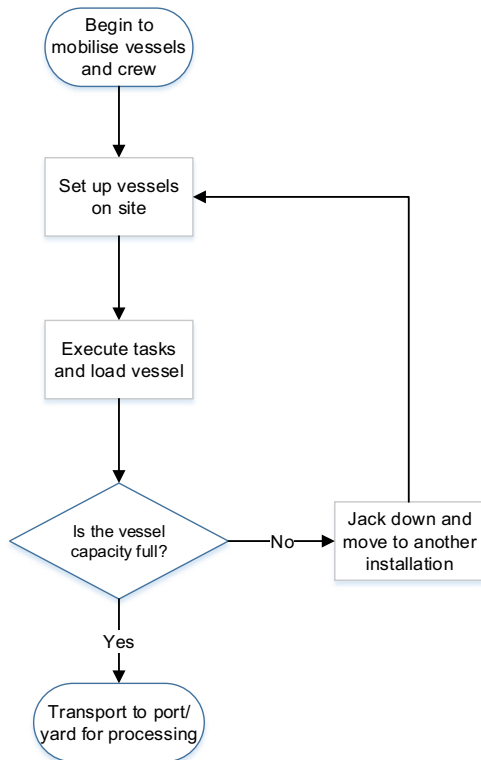 Begin to
mobilise vessels
and crew
Set up vessels
on site
Execute tasks
and load vessel
Is the vessel
capacity full?
No
Jack down and
move to another
installation
Yes
Transport to port/
yard for processing